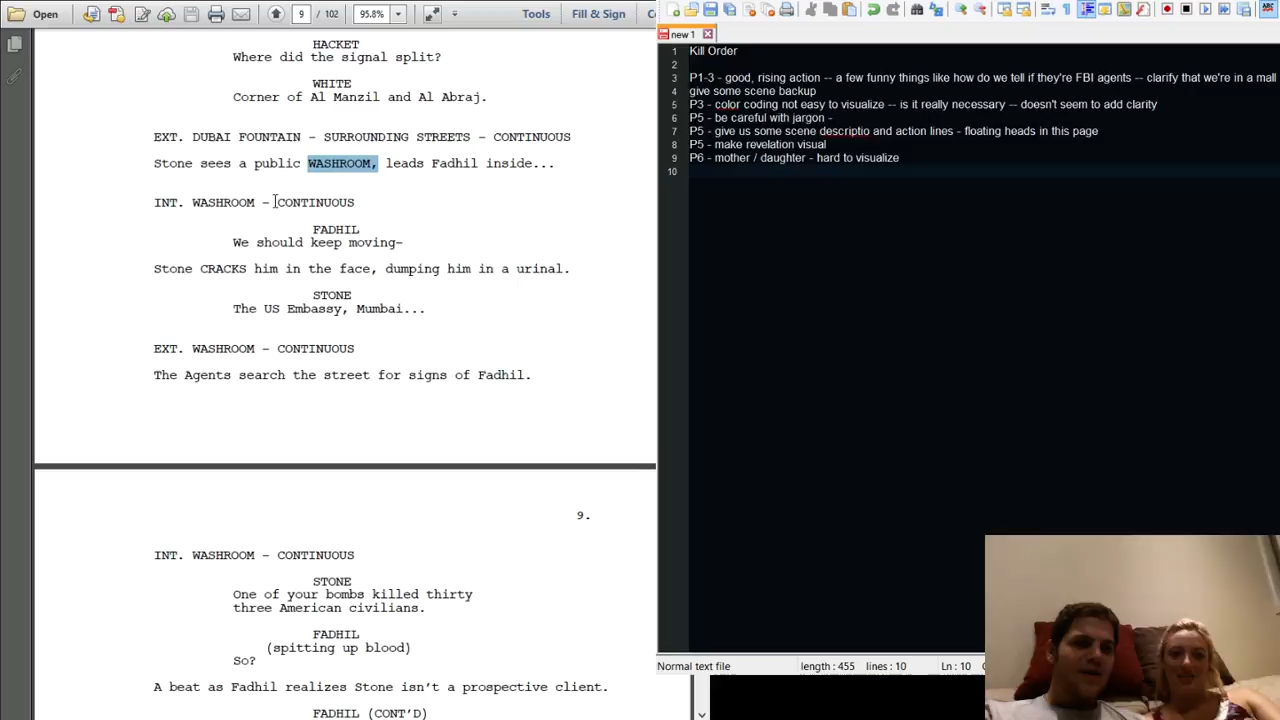 Open
9
/ 102
95.8%
Tools
Fill & Sign
HACKET
Where did the signal split?
WHITE
Corner of Al Manzil and Al Abraj.
EXT. DUBAI FOUNTAIN - SURROUNDING STREETS - CONTINUOUS
Stone sees a public WASHROOM, leads Fadhil inside...
INT. WASHROOM - CONTINUOUS
FADHIL
We should keep moving-
Stone CRACKS him in the face, dumping him in a urinal.
STONE
The US Embassy, Mumbai...
EXT. WASHROOM - CONTINUOUS
The Agents search the street for signs of Fadhil.
9.
INT. WASHROOM - CONTINUOUS
STONE
One of your bombs killed thirty
three American civilians.
FADHIL
(spitting up blood)
So?
A beat as Fadhil realizes Stone isn't a prospective client.
FADHIL (CONT'D)
new 1
1 Kill Order
2
3 P1-3 - good, rising action -- a few funny things like how do we tell if they're FBI agents -- clarify that we're in a mall
4 give some scene backup
5 P3 - color coding not easy to visualize -- is it really necessary -- doesn't seem to add clarity
6 P5 - be careful with jargon -
7 P5 - give us some scene descriptio and action lines - floating heads in this page
8 P5 - make revelation visual
9 P6 - mother / daughter - hard to visualize
10
Normal text file
length : 455
lines : 10
Ln : 10